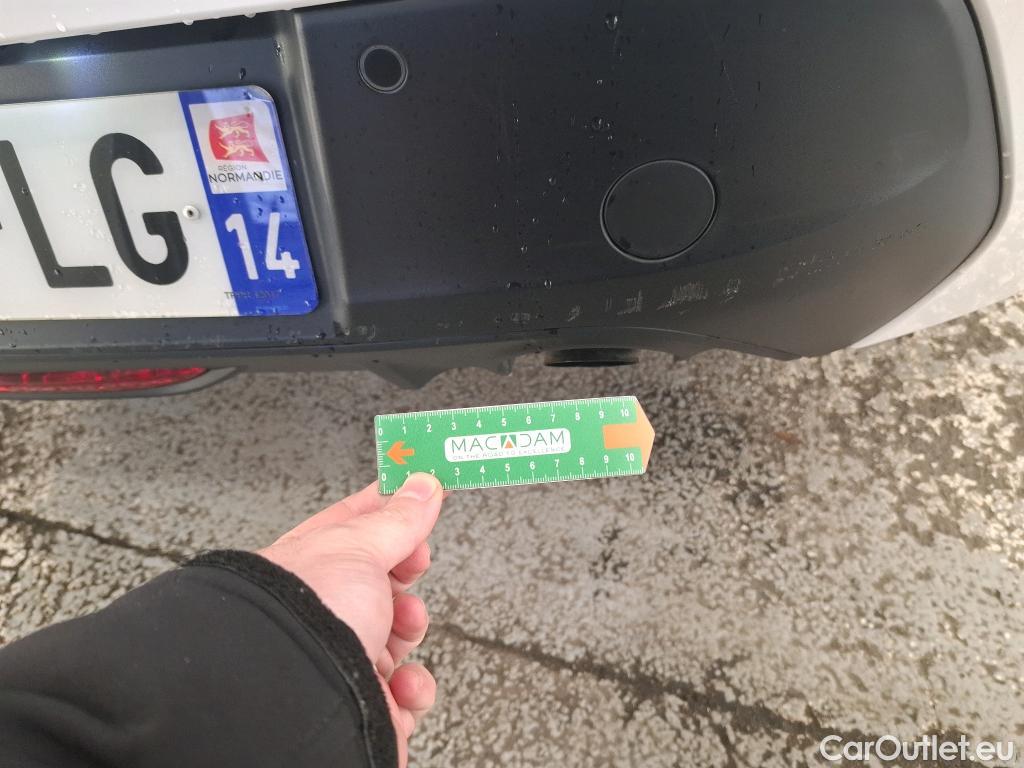 LG
RÉGION
NORMANDIE
14
0 1 2 3 4 5 6 7 8 9 10
MACADAM
ON THE ROAD TO EXCELLENCE
0 1 2 3 4 5 6 7 8 9 10
CarOutlet.eu